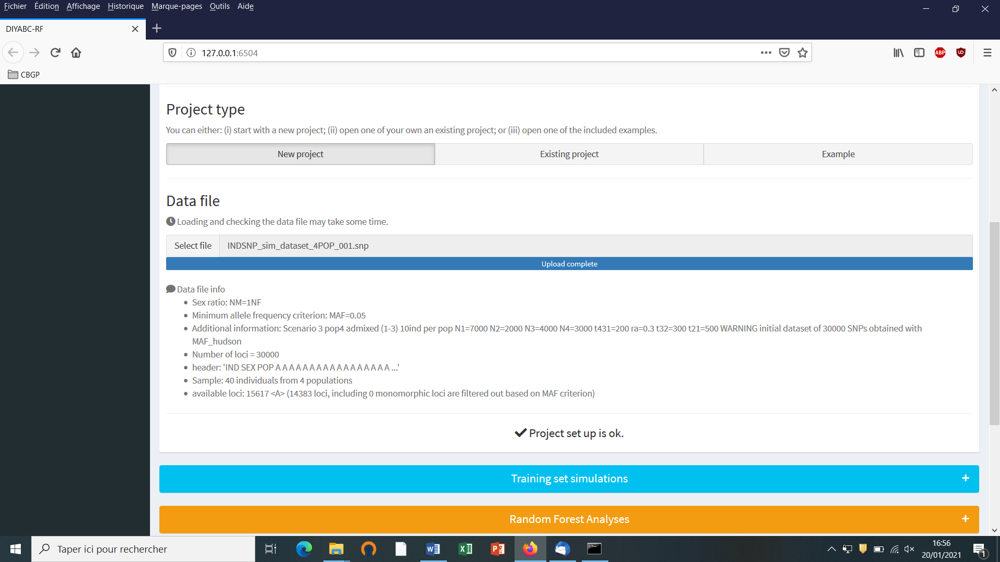 Fichier Édition Affichage Historique Marque-pages Outils Aide
DIYABC-RF
127.0.0.1:6504
ABP
CBGP
Project type
You can either: (i) start with a new project; (ii) open one of your own an existing project; or (iii) open one of the included examples.
New project Existing project Example
Data file
Loading and checking the data file may take some time.
Select file INDSNP_sim_dataset_4POP_001.snp
Upload complete
Data file info
Sex ratio: NM=1NF
Minimum allele frequency criterion: MAF=0.05
Additional information: Scenario 3 pop4 admixed (1-3) 10ind per pop N1=7000 N2=2000 N3=4000 N4=3000 t431=200 ra=0.3 t32=300 t21=500 WARNING initial dataset of 30000 SNPs obtained with
MAF_hudson
Number of loci = 30000
header: 'IND SEX POP A A A A A A A A A A A A A A A A A ...'
Sample: 40 individuals from 4 populations
available loci: 15617 <A> (14383 loci, including 0 monomorphic loci are filtered out based on MAF criterion)
Project set up is ok.
Training set simulations +
Random Forest Analyses +
Taper ici pour rechercher
16:56
20/01/2021
1